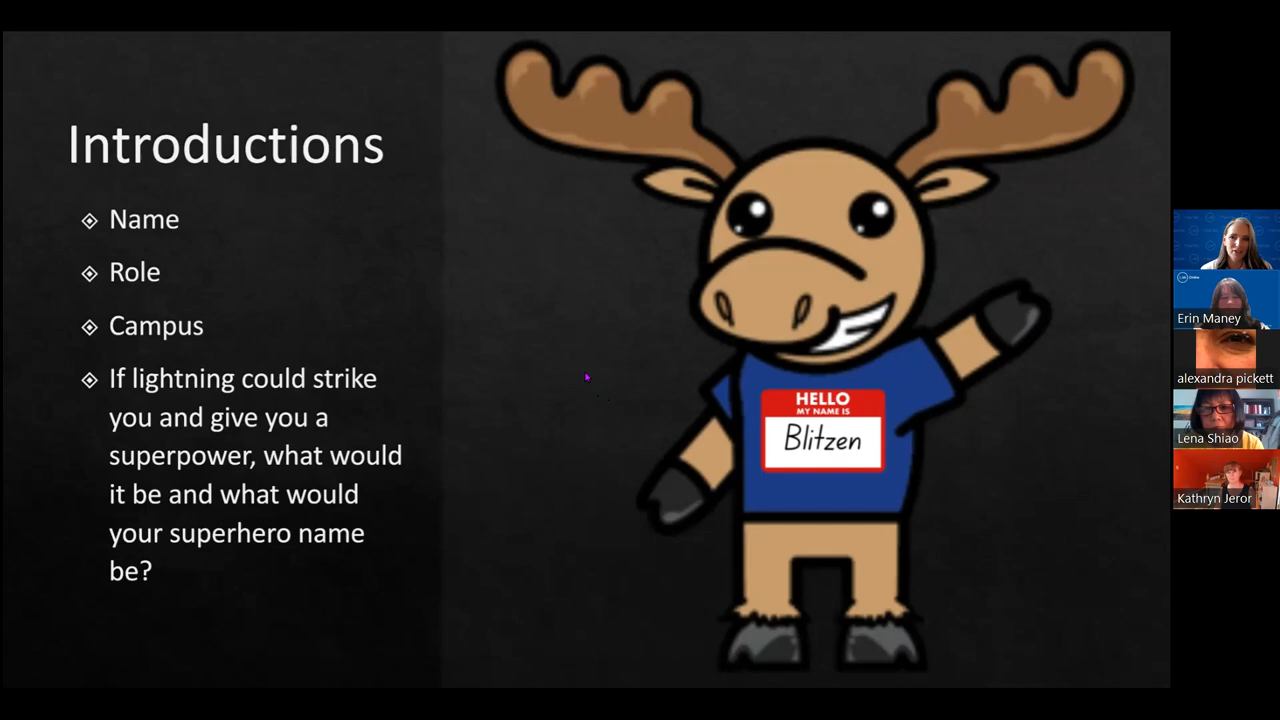 Introductions
Name
Role
Campus
If lightning could strike
you and give you a
superpower, what would
it be and what would
your superhero name
be?
HELLO
MY NAME IS
Blitzen
Erin Maney
alexandra pickett
Lena Shiao
Kathryn Jeror